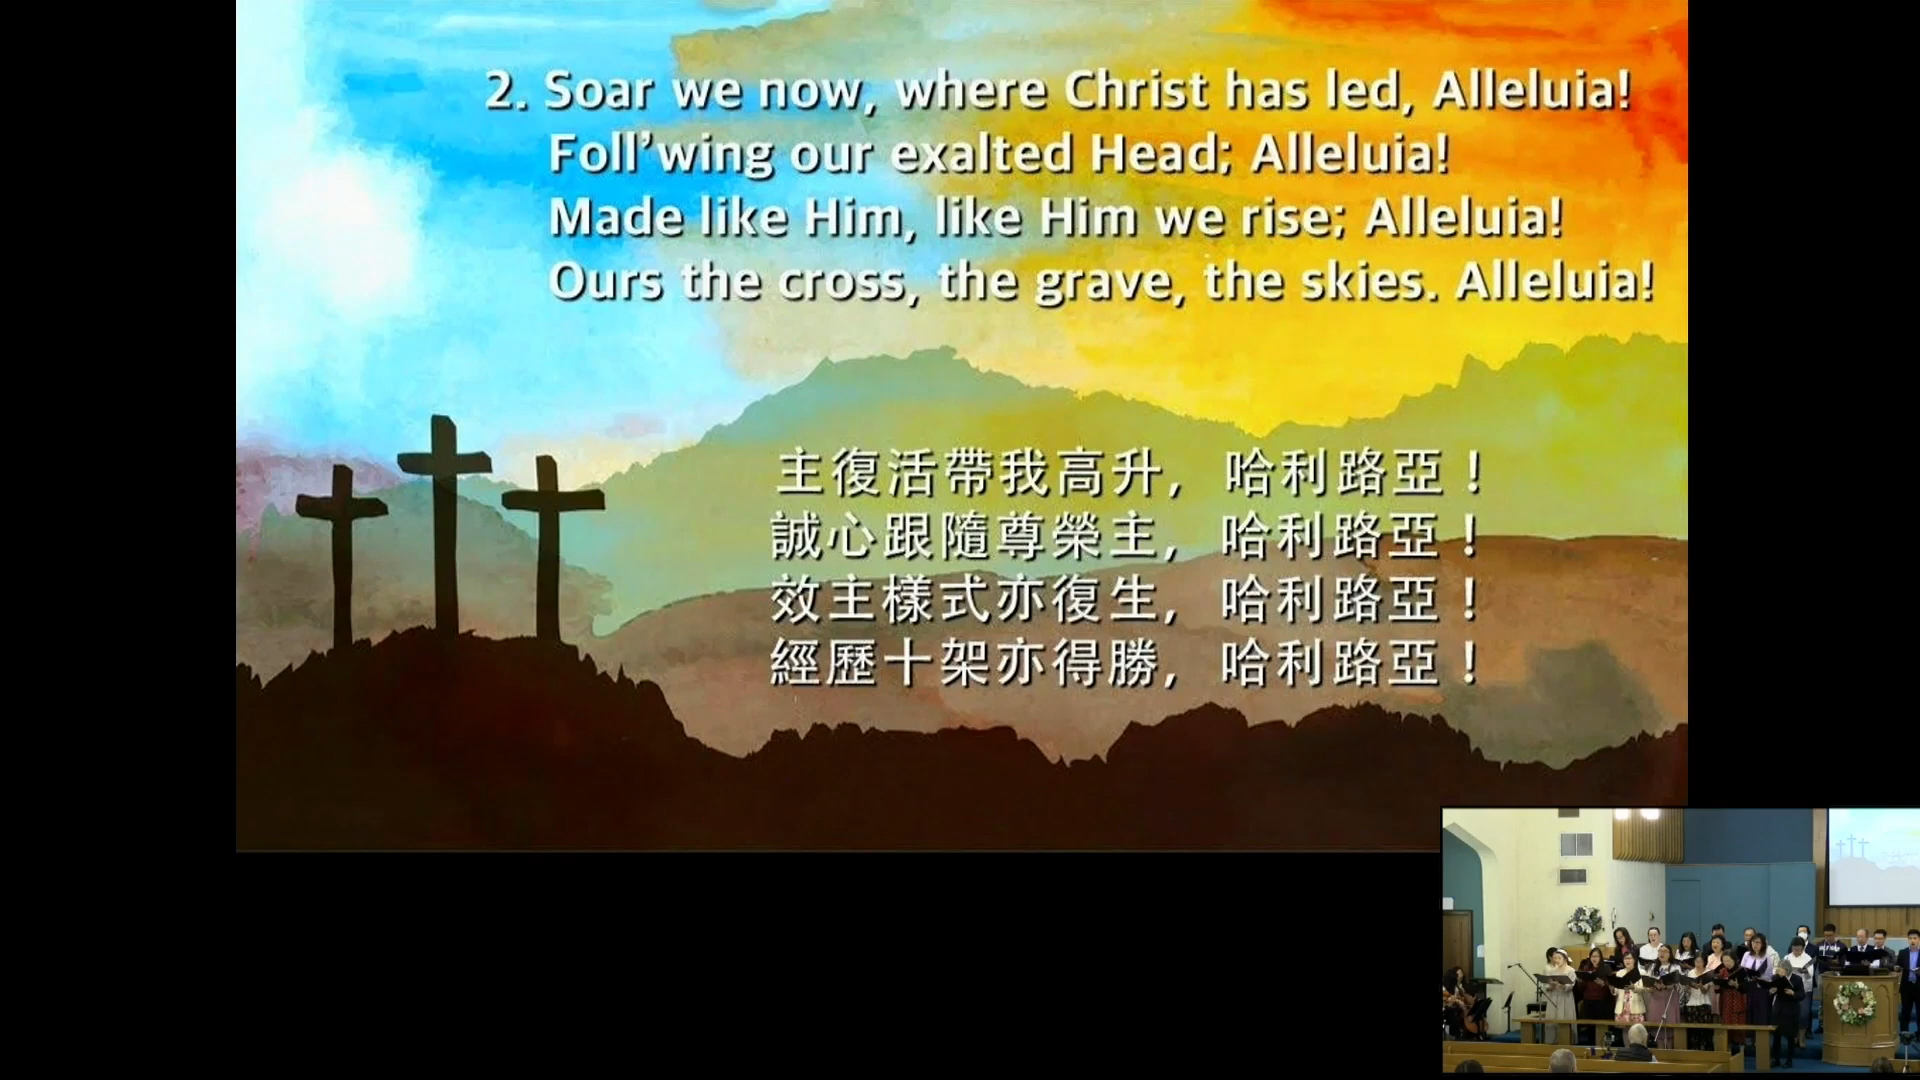 2. Soar we now, where Christ has led, Alleluia!
Foll’wing our exalted Head; Alleluia!
Made like Him, like Him we rise; Alleluia!
Ours the cross, the grave, the skies. Alleluia!
主復活帶我高升, 哈利路亞！
誠心跟隨尊榮主, 哈利路亞！
效主樣式亦復生, 哈利路亞！
經歷十架亦得勝, 哈利路亞！